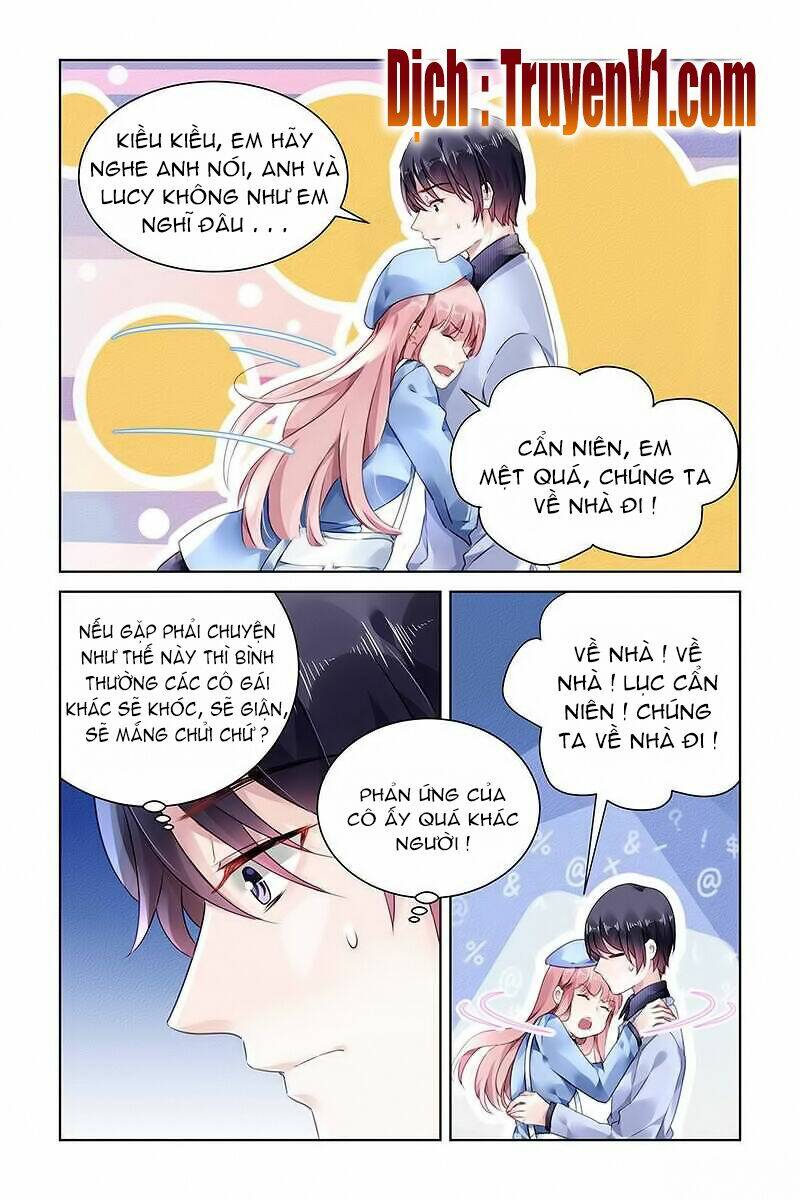 Dịch : TruyenV1.com
KIỀU KIỀU, EM HÃY
NGHE ANH NÓI, ANH VÀ
LUCY KHÔNG NHƯ EM
NGHĨ ĐÂU . . .
CẨN NIÊN, EM
MỆT QUÁ, CHÚNG TA
VỀ NHÀ ĐI !
NẾU GẶP PHẢI CHUYỆN
NHƯ THẾ NÀY THÌ BÌNH
THƯỜNG CÁC CÔ GÁI
KHÁC SẼ KHÓC, SẼ GIẬN,
SẼ MẮNG CHỬI CHỨ ?
PHẢN ỨNG CỦA
CÔ ẤY QUÁ KHÁC
NGƯỜI !
VỀ NHÀ ! VỀ
NHÀ ! LỤC CẨN
NIÊN ! CHÚNG
TA VỀ NHÀ ĐI !